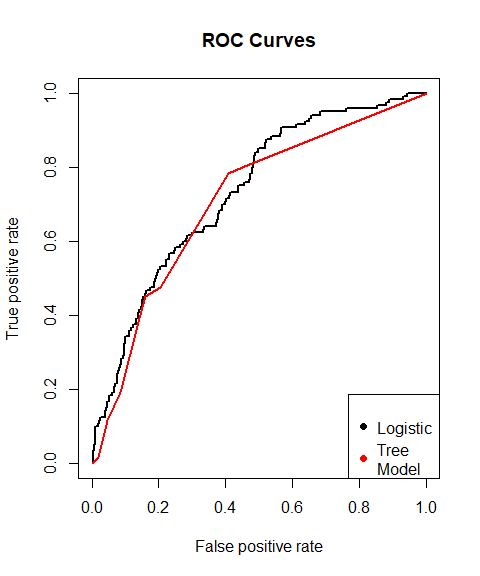 ROC Curves
True positive rate
1.0
0.8
0.6
0.4
0.2
0.0
Logistic
Tree
Model
0.0 0.2 0.4 0.6 0.8 1.0
False positive rate